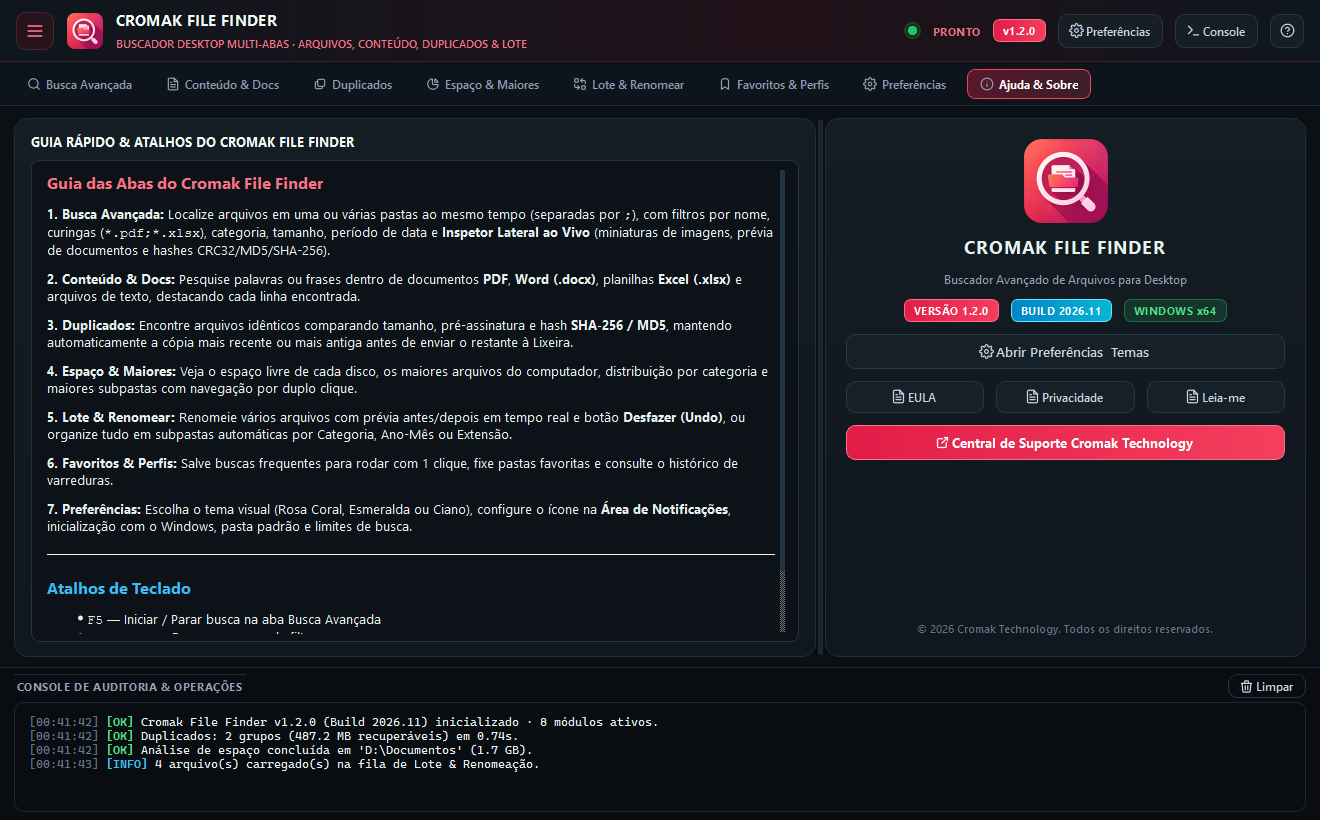 CROMAK FILE FINDER
BUSCADOR DESKTOP MULTI-ABAS · ARQUIVOS, CONTEÚDO, DUPLICADOS & LOTE
PRONTO
v1.2.0
Preferências
Console
Busca Avançada
Conteúdo & Docs
Duplicados
Espaço & Maiores
Lote & Renomear
Favoritos & Perfis
Preferências
Ajuda & Sobre
GUIA RÁPIDO & ATALHOS DO CROMAK FILE FINDER
Guia das Abas do Cromak File Finder
1. Busca Avançada: Localize arquivos em uma ou várias pastas ao mesmo tempo (separadas por ;), com filtros por nome,
curingas (*.pdf;*.xlsx), categoria, tamanho, período de data e Inspetor Lateral ao Vivo (miniaturas de imagens, prévia
de documentos e hashes CRC32/MD5/SHA-256).
2. Conteúdo & Docs: Pesquise palavras ou frases dentro de documentos PDF, Word (.docx), planilhas Excel (.xlsx) e
arquivos de texto, destacando cada linha encontrada.
3. Duplicados: Encontre arquivos idênticos comparando tamanho, pré-assinatura e hash SHA-256 / MD5, mantendo
automaticamente a cópia mais recente ou mais antiga antes de enviar o restante à Lixeira.
4. Espaço & Maiores: Veja o espaço livre de cada disco, os maiores arquivos do computador, distribuição por categoria e
maiores subpastas com navegação por duplo clique.
5. Lote & Renomear: Renomeie vários arquivos com prévia antes/depois em tempo real e botão Desfazer (Undo), ou
organize tudo em subpastas automáticas por Categoria, Ano-Mês ou Extensão.
6. Favoritos & Perfis: Salve buscas frequentes para rodar com 1 clique, fixe pastas favoritas e consulte o histórico de
varreduras.
7. Preferências: Escolha o tema visual (Rosa Coral, Esmeralda ou Ciano), configure o ícone na Área de Notificações,
inicialização com o Windows, pasta padrão e limites de busca.
Atalhos de Teclado
• F5 — Iniciar / Parar busca na aba Busca Avançada
CROMAK FILE FINDER
Buscador Avançado de Arquivos para Desktop
VERSÃO 1.2.0
BUILD 2026.11
WINDOWS x64
Abrir Preferências Temas
EULA
Privacidade
Leia-me
Central de Suporte Cromak Technology
© 2026 Cromak Technology. Todos os direitos reservados.
CONSOLE DE AUDITORIA & OPERAÇÕES
Limpar
[00:41:42] [OK] Cromak File Finder v1.2.0 (Build 2026.11) inicializado · 8 módulos ativos.
[00:41:42] [OK] Duplicados: 2 grupos (487.2 MB recuperáveis) em 0.74s.
[00:41:42] [OK] Análise de espaço concluída em 'D:\Documentos' (1.7 GB).
[00:41:43] [INFO] 4 arquivo(s) carregado(s) na fila de Lote & Renomeação.